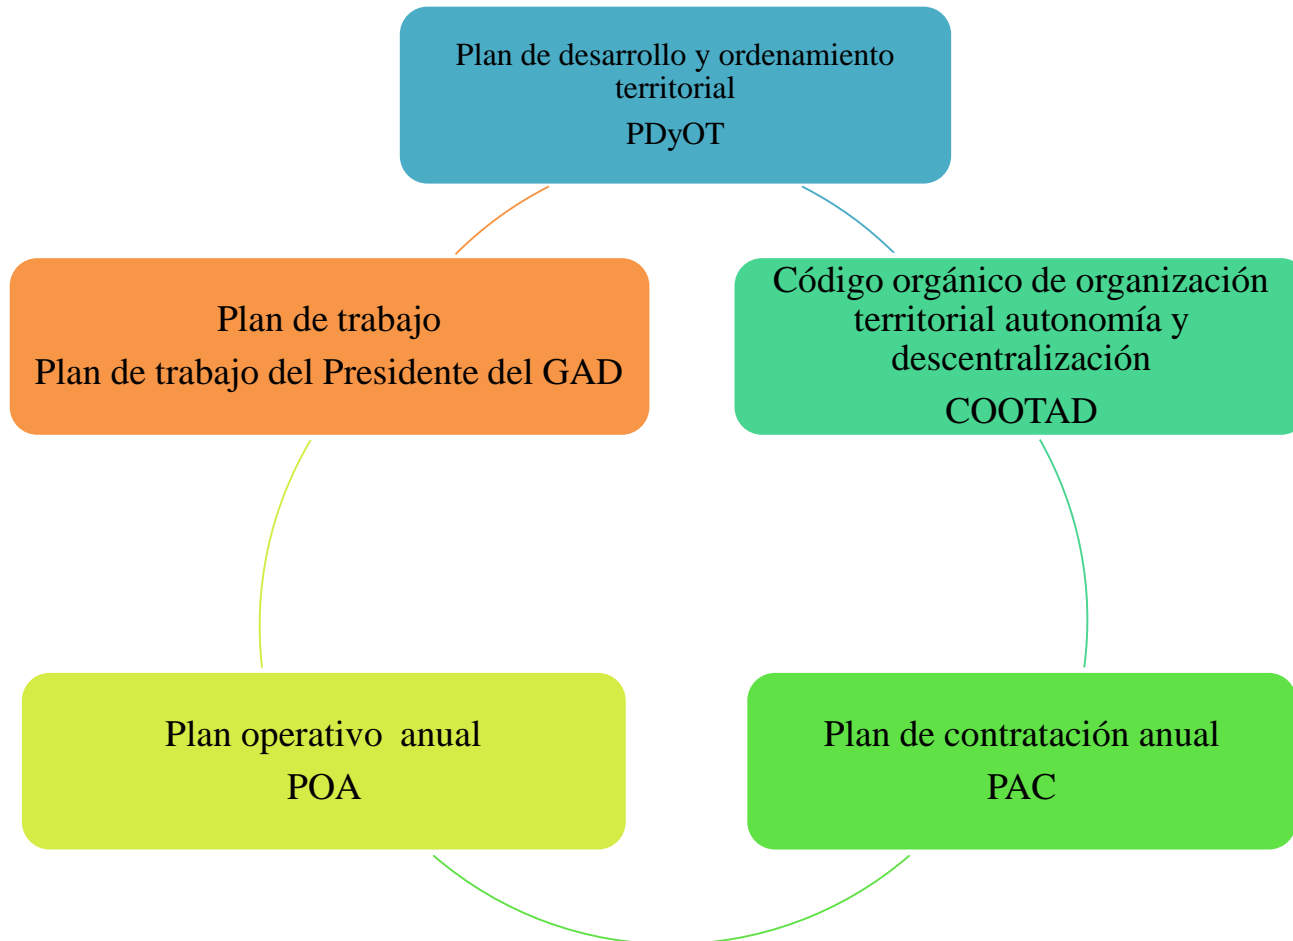 Plan de desarrollo y ordenamiento
territorial
PDyOT
Plan de trabajo
Plan de trabajo del Presidente del GAD
Código orgánico de organización
territorial autonomía y
descentralización
COOTAD
Plan operativo  anual
POA
Plan de contratación anual
PAC